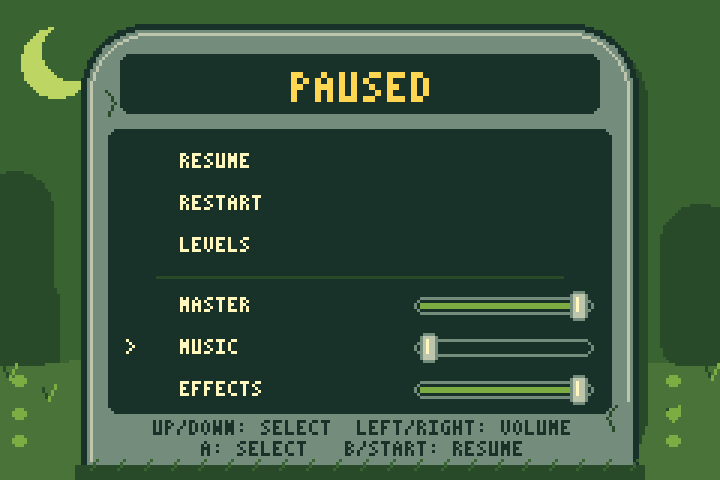 PAUSED
RESUME
RESTART
LEVELS
MASTER
> MUSIC
EFFECTS
UP/DOWN: SELECT LEFT/RIGHT: VOLUME
A: SELECT B/START: RESUME